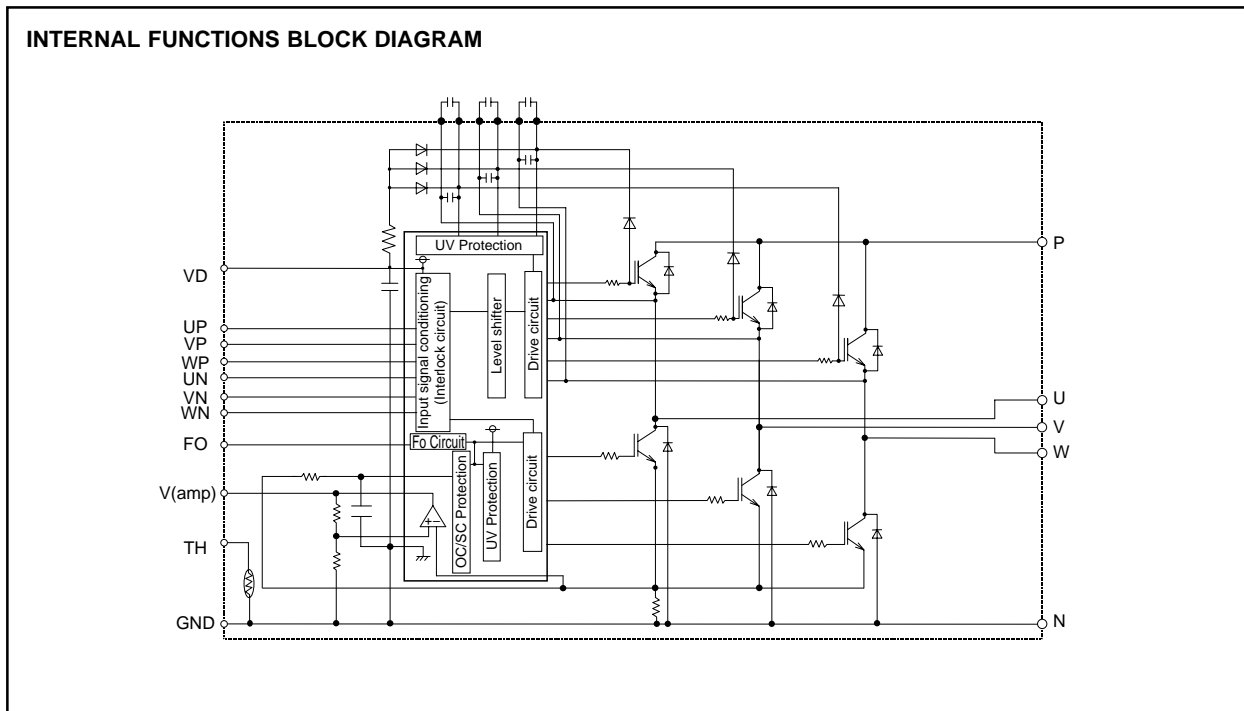 INTERNAL FUNCTIONS BLOCK DIAGRAM
UV Protection
VD
UP
VP
WP
UN
VN
WN
FO
V(amp)
TH
GND
Input signal conditioning
(Interlock circuit)
Level shifter
Drive circuit
Fo Circuit
OC/SC Protection
UV Protection
Drive circuit
+-
P
U
V
W
N